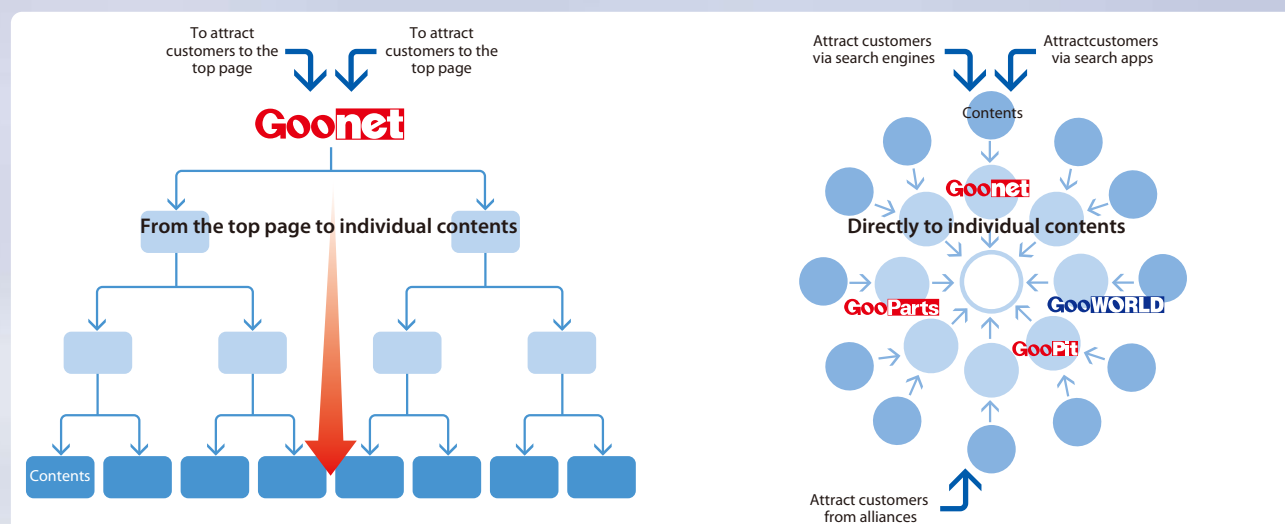 To attract
customers to the
top page
To attract
customers to the
top page
Goonet
From the top page to individual contents
Contents
Attract customers
via search engines
Attractcustomers
via search apps
Contents
Goonet
Directly to individual contents
GooParts
GooWORLD
GooPit
Attract customers
from alliances